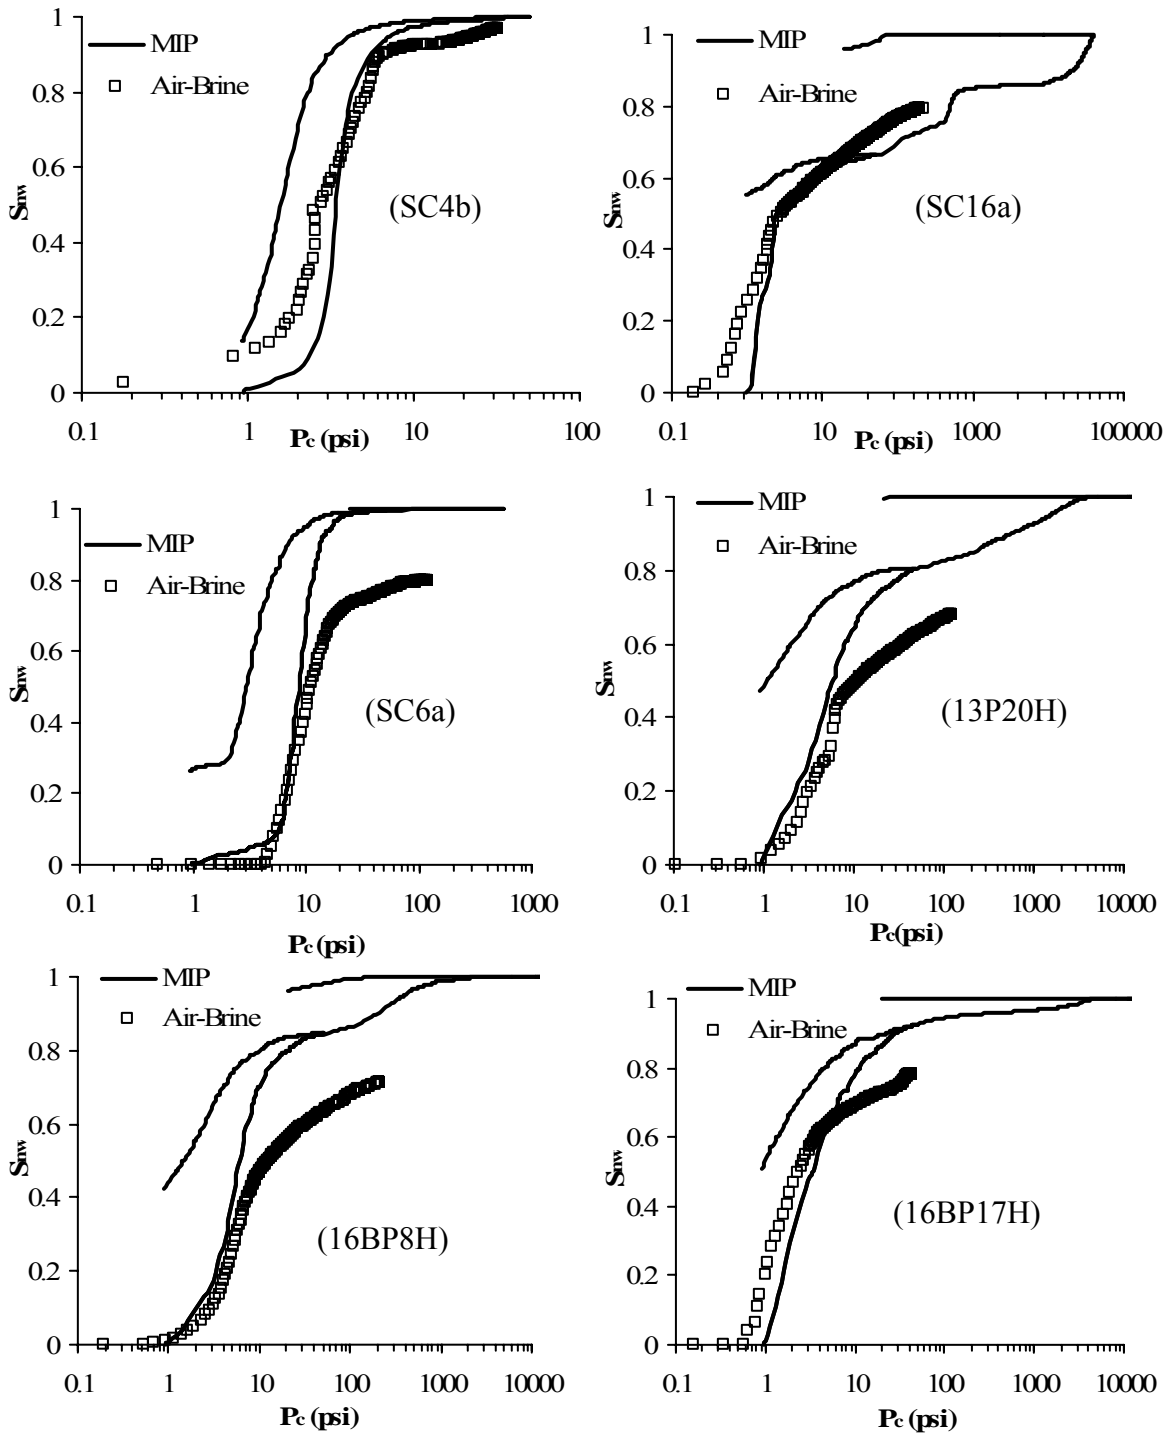 1
0.8
0.6
0.4
0.2
0
Snw
MIP
Air-Brine
(SC4b)
0.1 1 10 100
Pc (psi)
1
0.8
0.6
0.4
0.2
0
Snw
MIP
Air-Brine
(SC16a)
0.1 10 1000 100000
Pc (psi)
1
0.8
0.6
0.4
0.2
0
Snw
MIP
Air-Brine
(SC6a)
0.1 1 10 100 1000
Pc (psi)
1
0.8
0.6
0.4
0.2
0
Snw
MIP
Air-Brine
(13P20H)
0.1 1 10 100 1000 10000
Pc(psi)
1
0.8
0.6
0.4
0.2
0
Snw
MIP
Air-Brine
(16BP8H)
0.1 1 10 100 1000 10000
Pc (psi)
1
0.8
0.6
0.4
0.2
0
Snw
MIP
Air-Brine
(16BP17H)
0.1 1 10 100 1000 10000
Pc (psi)